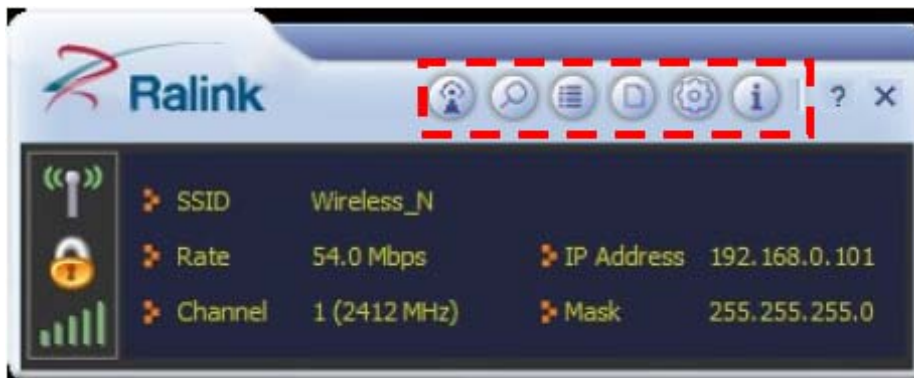 Ralink
? ×
SSID Wireless_N
Rate 54.0 Mbps IP Address 192.168.0.101
Channel 1 (2412 MHz) Mask 255.255.255.0